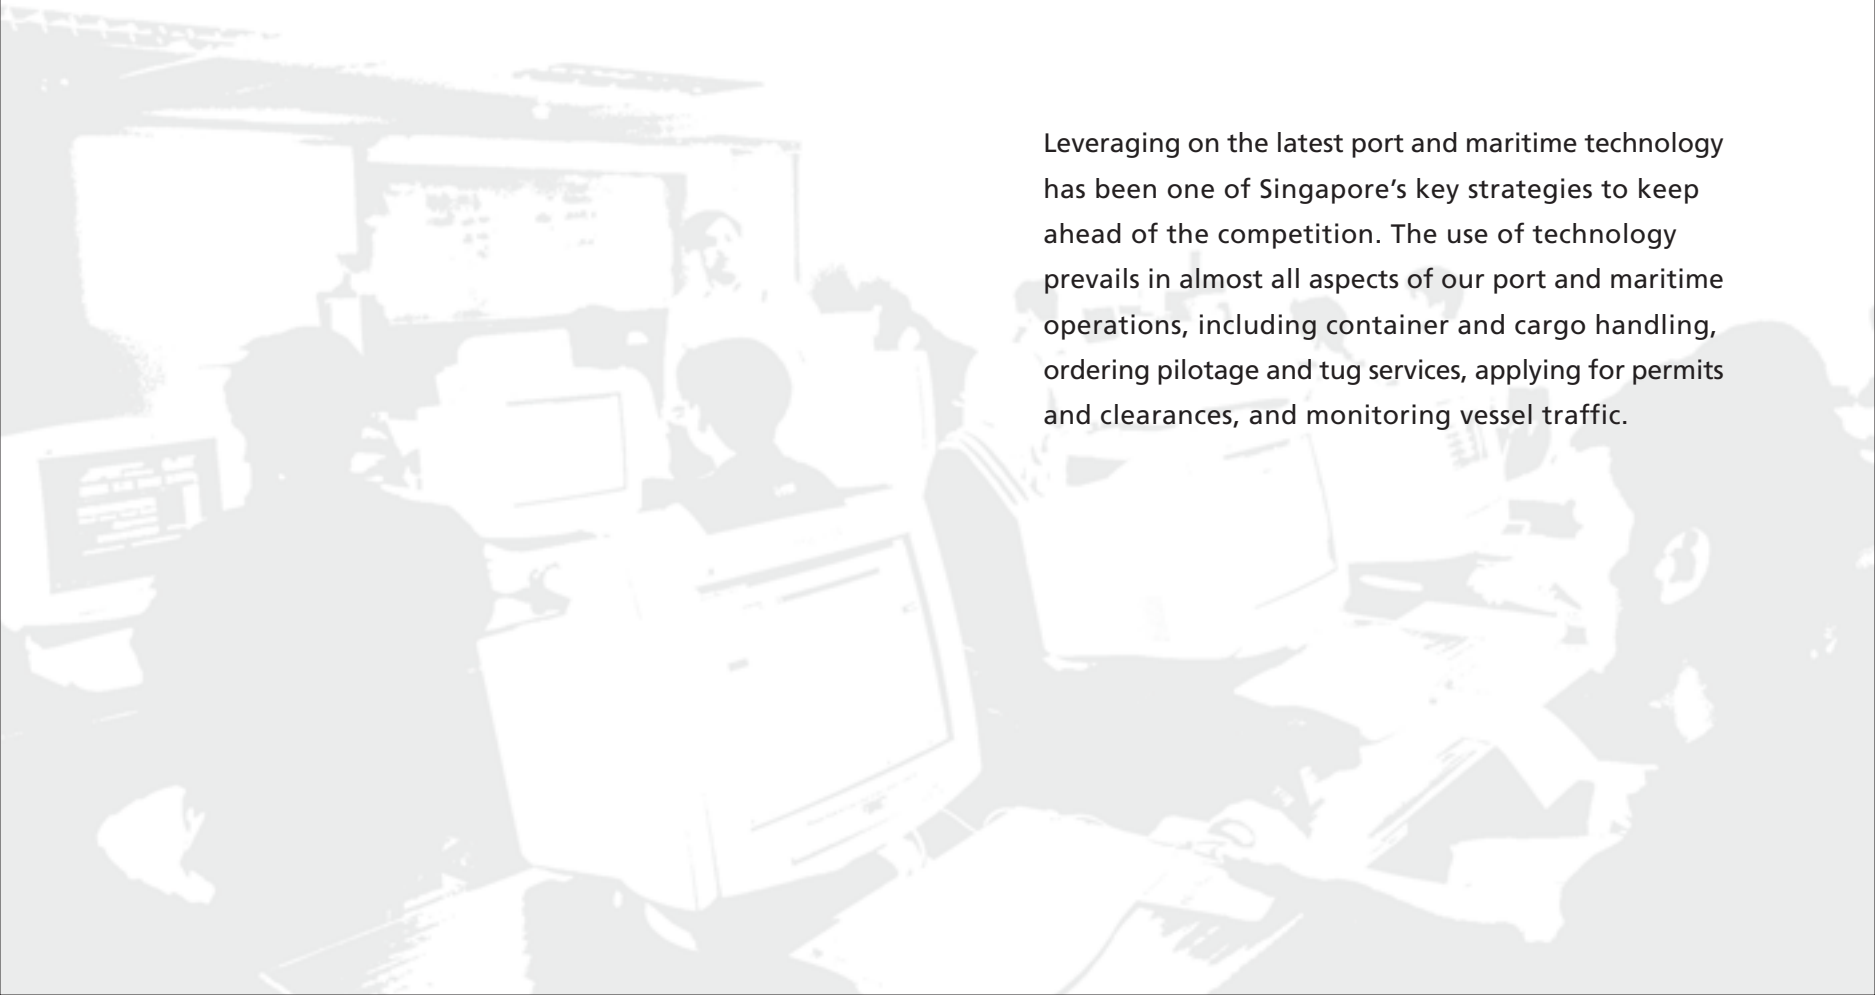 Leveraging on the latest port and maritime technology
has been one of Singapore’s key strategies to keep
ahead of the competition. The use of technology
prevails in almost all aspects of our port and maritime
operations, including container and cargo handling,
ordering pilotage and tug services, applying for permits
and clearances, and monitoring vessel traffic.